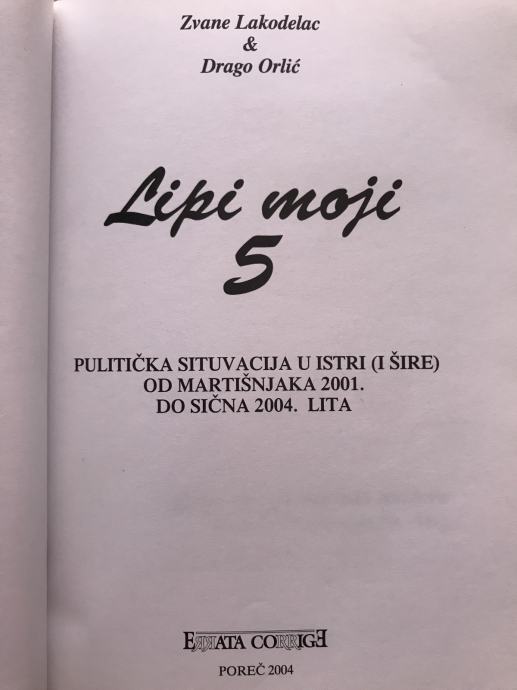 Zvane Lakodelac
&
Drago Orlić
Lipi moji
5
PULITIČKA SITUVACIJA U ISTRI (I ŠIRE)
OD MARTIŠNJAKA 2001.
DO SIČNA 2004. LITA
ERRATA CORRIGE
POREČ 2004